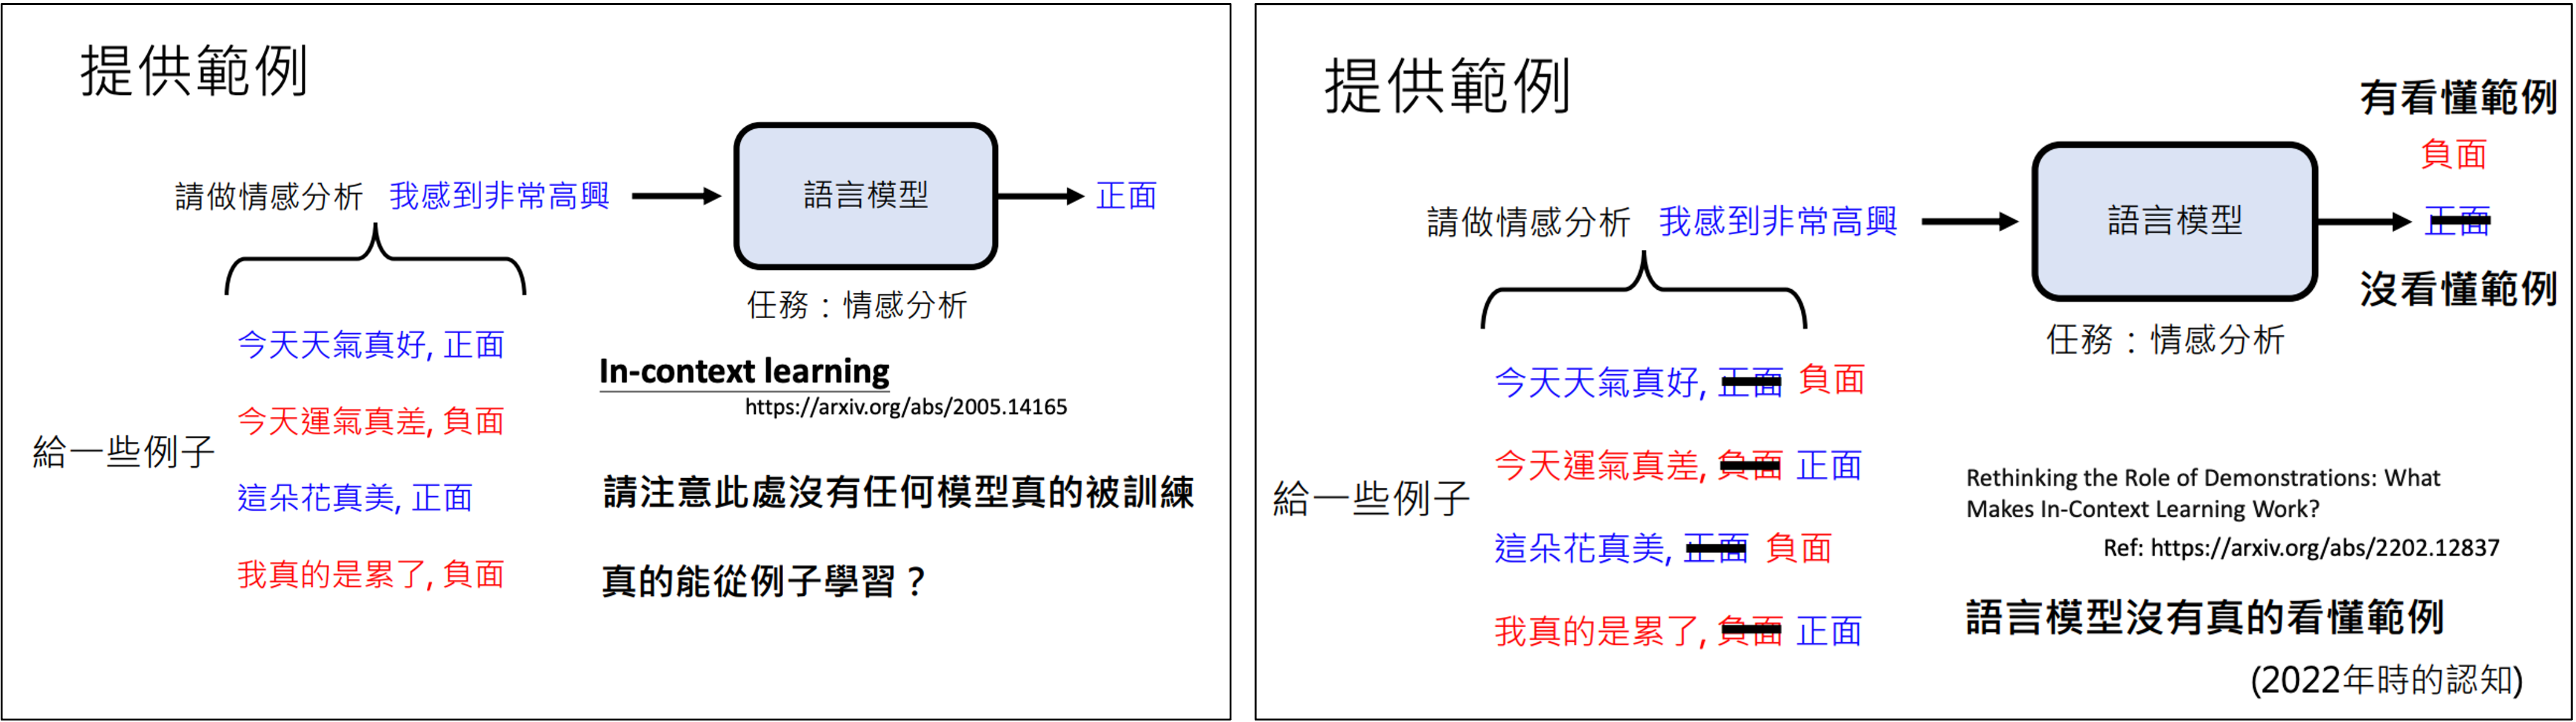 提供範例
請做情感分析 我感到非常高興
語言模型
正面
任務：情感分析
給一些例子
今天天氣真好, 正面
今天運氣真差, 負面
這朵花真美, 正面
我真的是累了, 負面
In-context learning
https://arxiv.org/abs/2005.14165
請注意此處沒有任何模型真的被訓練
真的能從例子學習？
提供範例
請做情感分析 我感到非常高興
語言模型
有看懂範例
負面
正面
沒看懂範例
任務：情感分析
給一些例子
今天天氣真好, 正面 負面
今天運氣真差, 負面 正面
這朵花真美, 正面 負面
我真的是累了, 負面 正面
Rethinking the Role of Demonstrations: What
Makes In-Context Learning Work?
Ref: https://arxiv.org/abs/2202.12837
語言模型沒有真的看懂範例
(2022年時的認知)